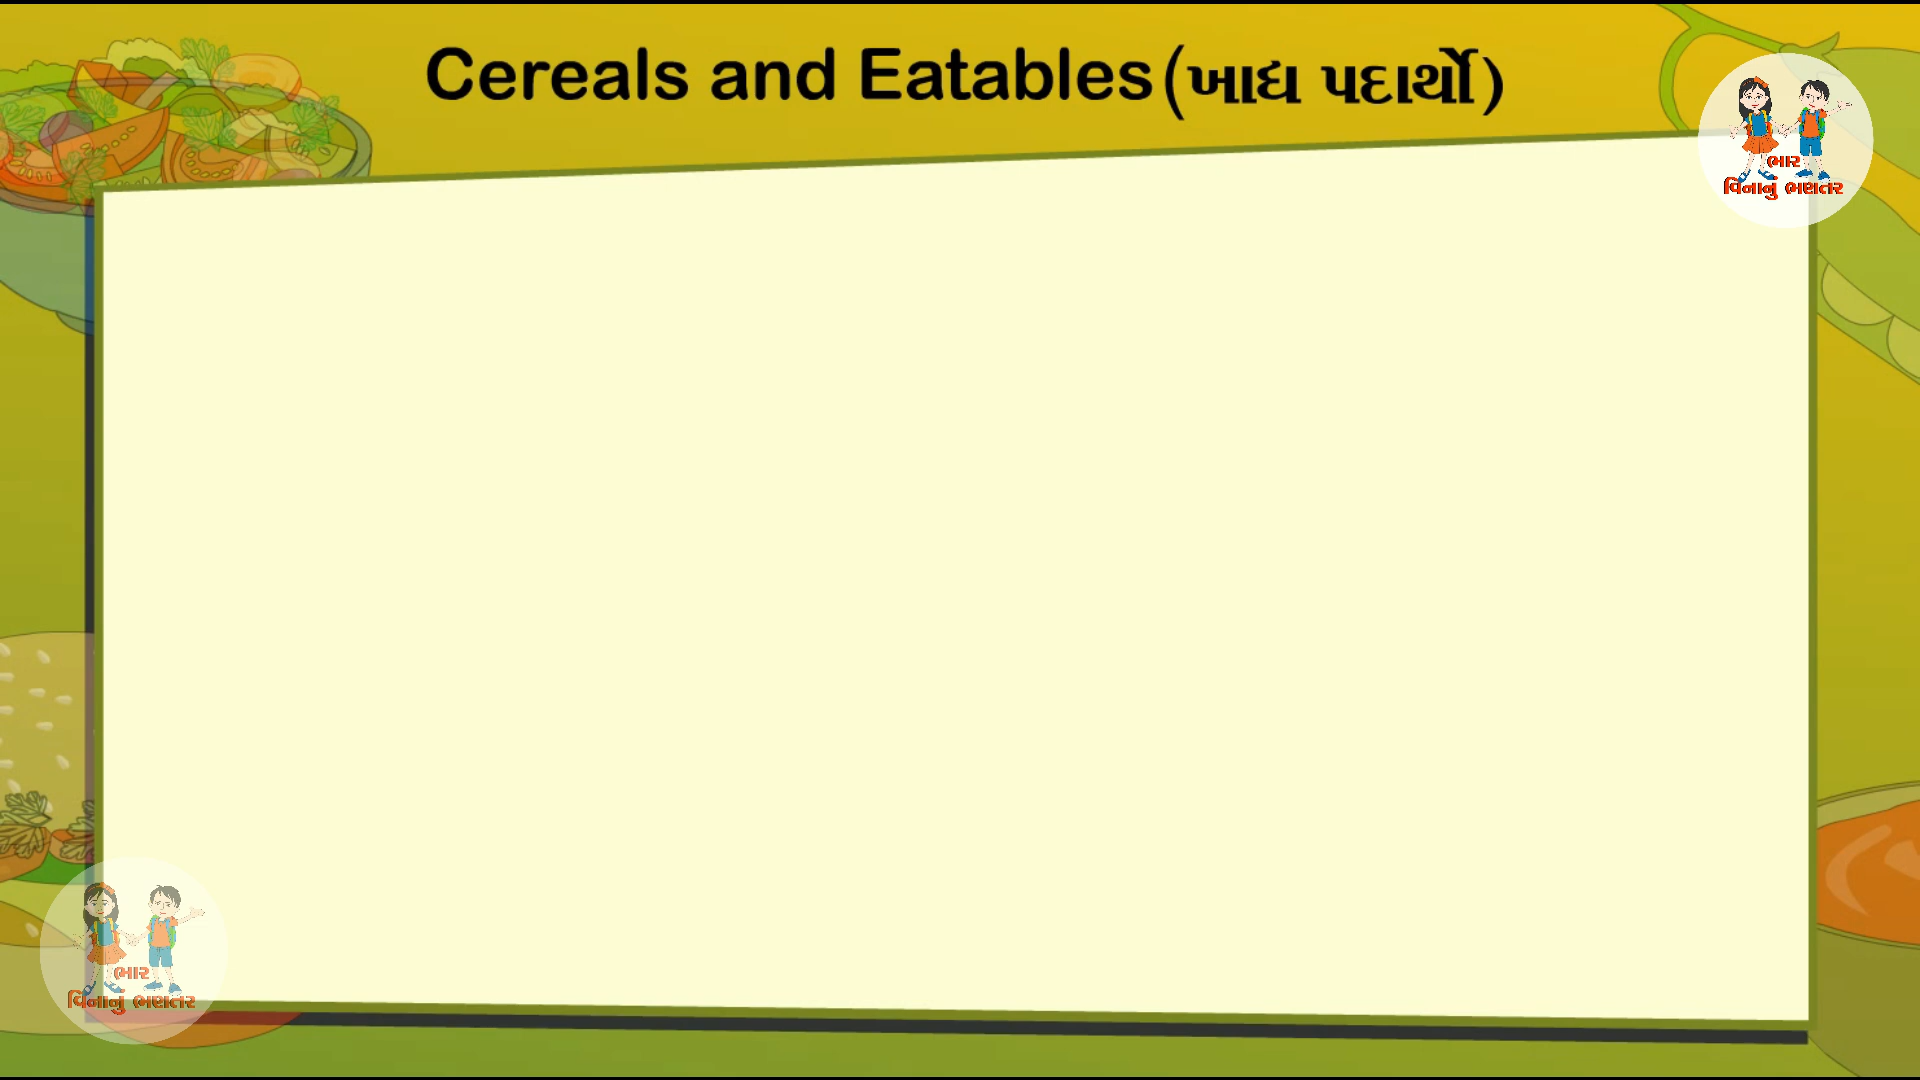 Cereals and Eatables (ખાદ્ય પદાર્થો)
ભાર
વિનાનું ભણતર
ભાર
વિનાનું ભણતર